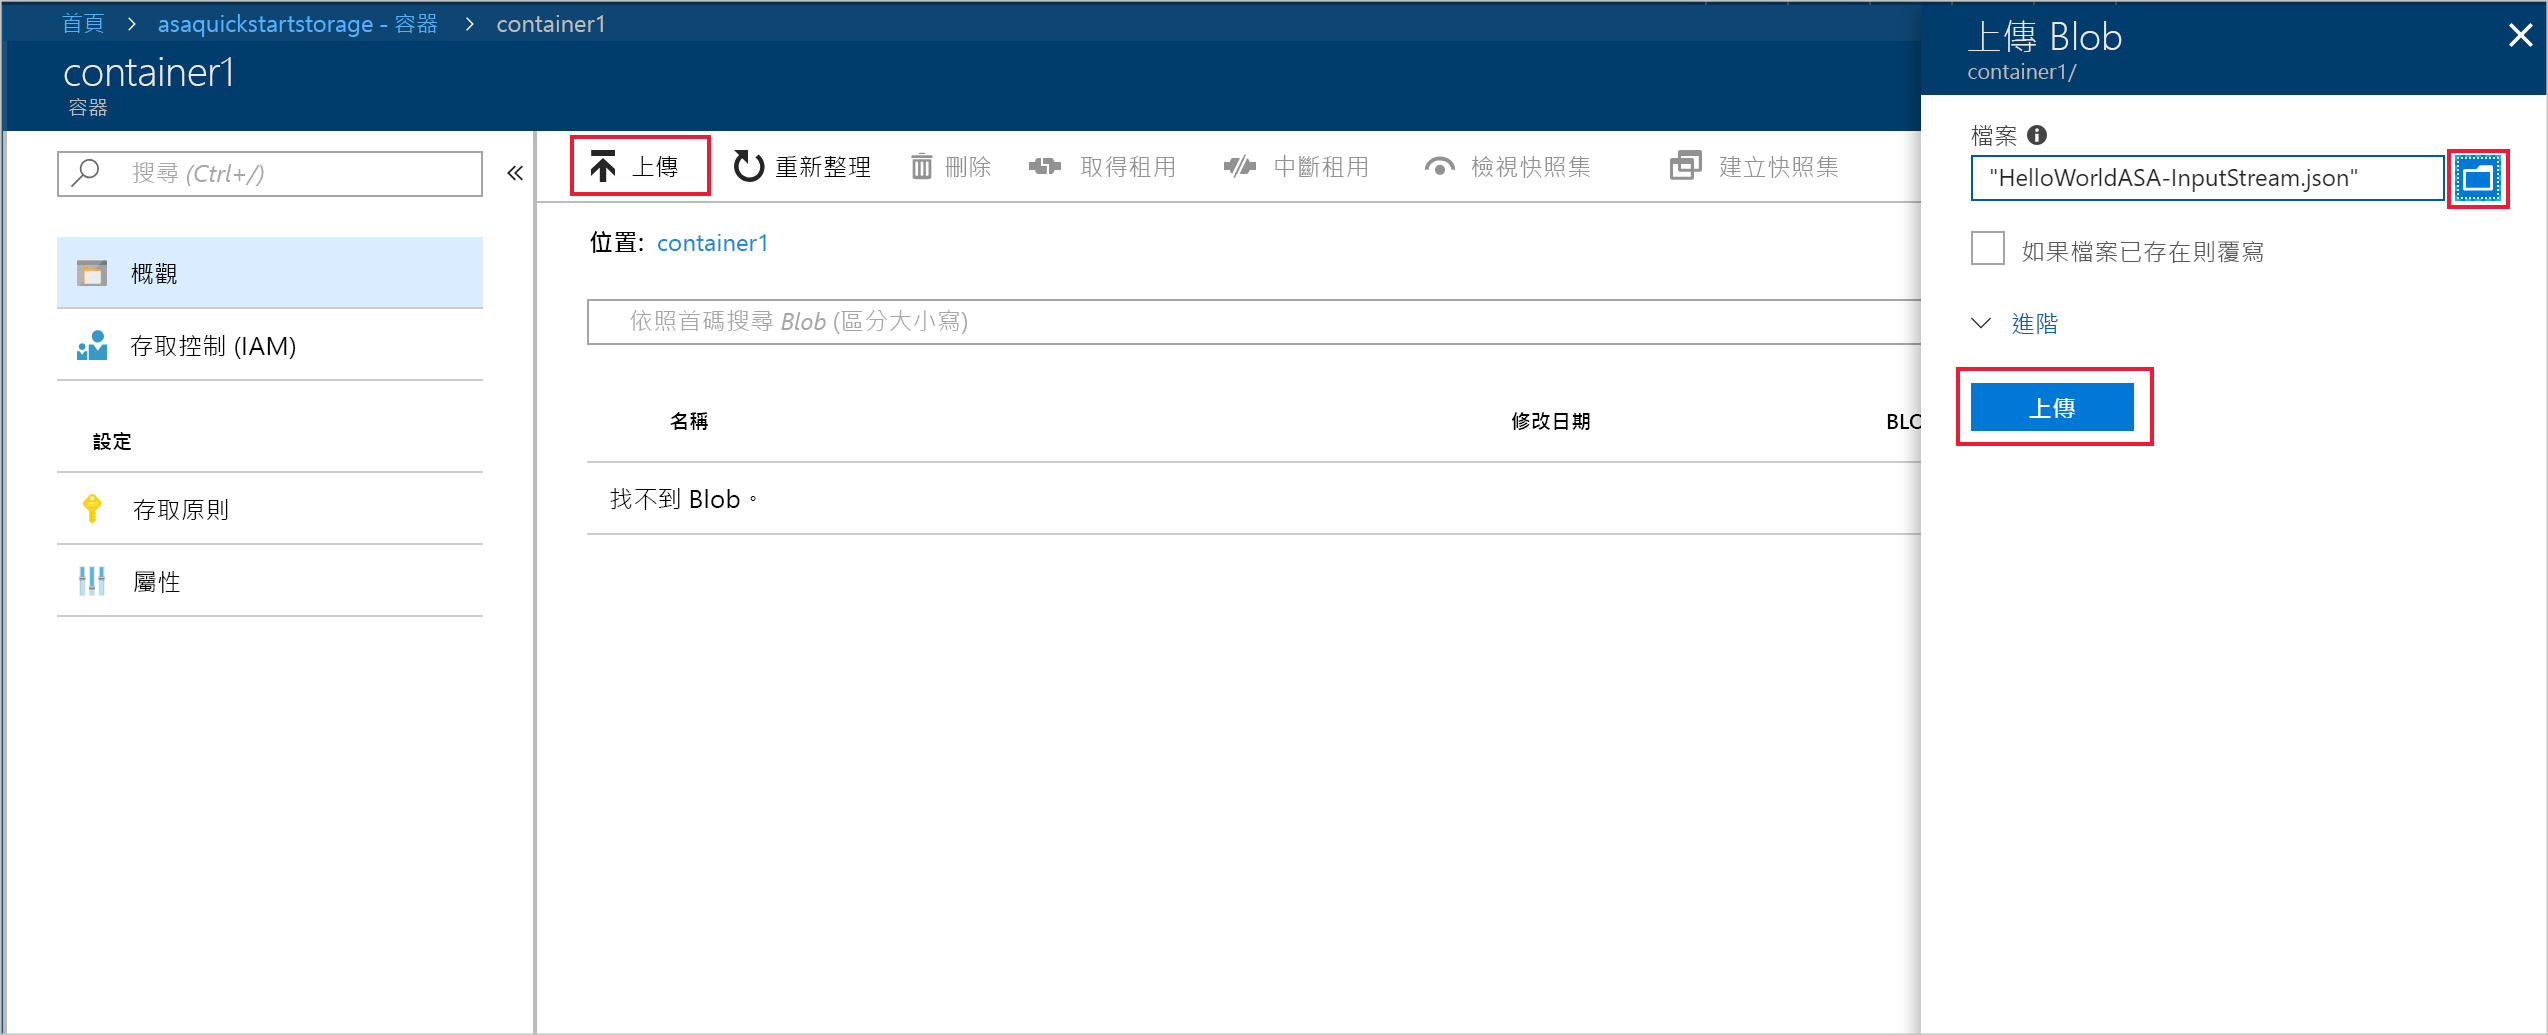 首頁 > asaquickstartstorage - 容器 > container1
container1
容器
搜尋 (Ctrl+/)
概觀
存取控制 (IAM)
設定
存取原則
屬性
上傳 重新整理 刪除 取得租用 中斷租用 檢視快照集 建立快照集
位置: container1
依照首碼搜尋 Blob (區分大小寫)
名稱 修改日期 BLO
找不到 Blob。
上傳 Blob
container1/
檔案
"HelloWorldASA-InputStream.json"
如果檔案已存在則覆寫
進階
上傳